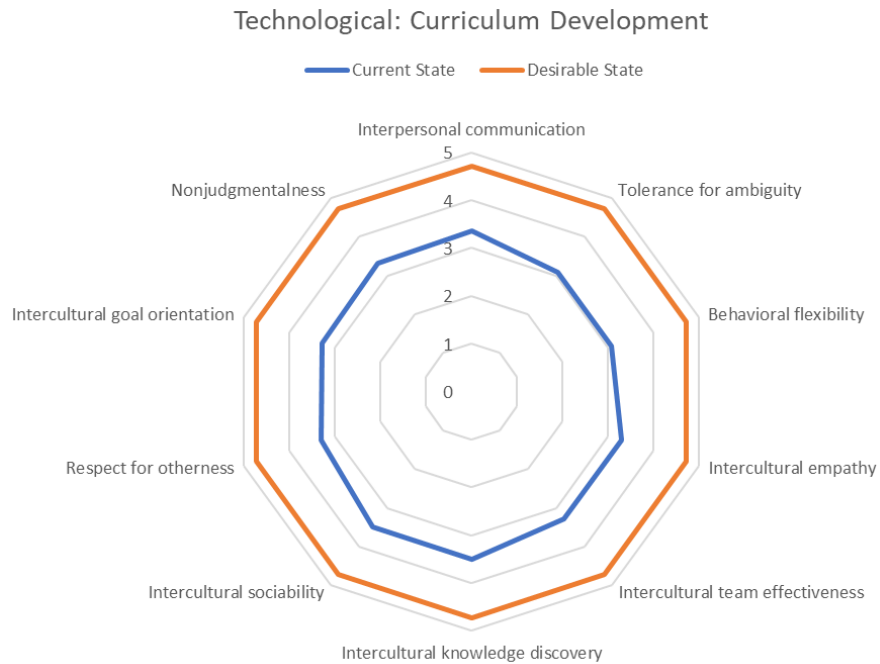 Technological: Curriculum Development
Current State
Desirable State
Interpersonal communication
5
Nonjudgmentalness
Tolerance for ambiguity
4
3
Intercultural goal orientation
Behavioral flexibility
2
1
0
Respect for otherness
Intercultural empathy
Intercultural sociability
Intercultural team effectiveness
Intercultural knowledge discovery